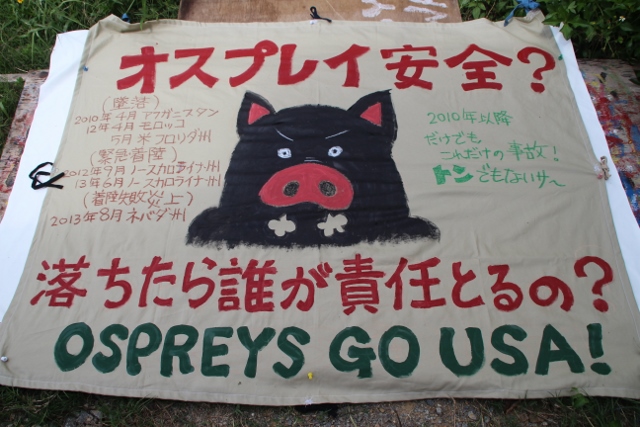 オスプレイ安全?
(墜落)
2010年4月アフガニスタン
12年4月モロッコ
5月米フロリダ州
(緊急着陸)
2012年9月ノースカロライナ州
13年6月ノースカロライナ州
(着陸失敗炎上)
2013年8月ネバダ州
2010年以降
だけでも
これだけの事故!
トンでもないサ〜
落ちたら誰が責任とるの?
OSPREYS GO USA!